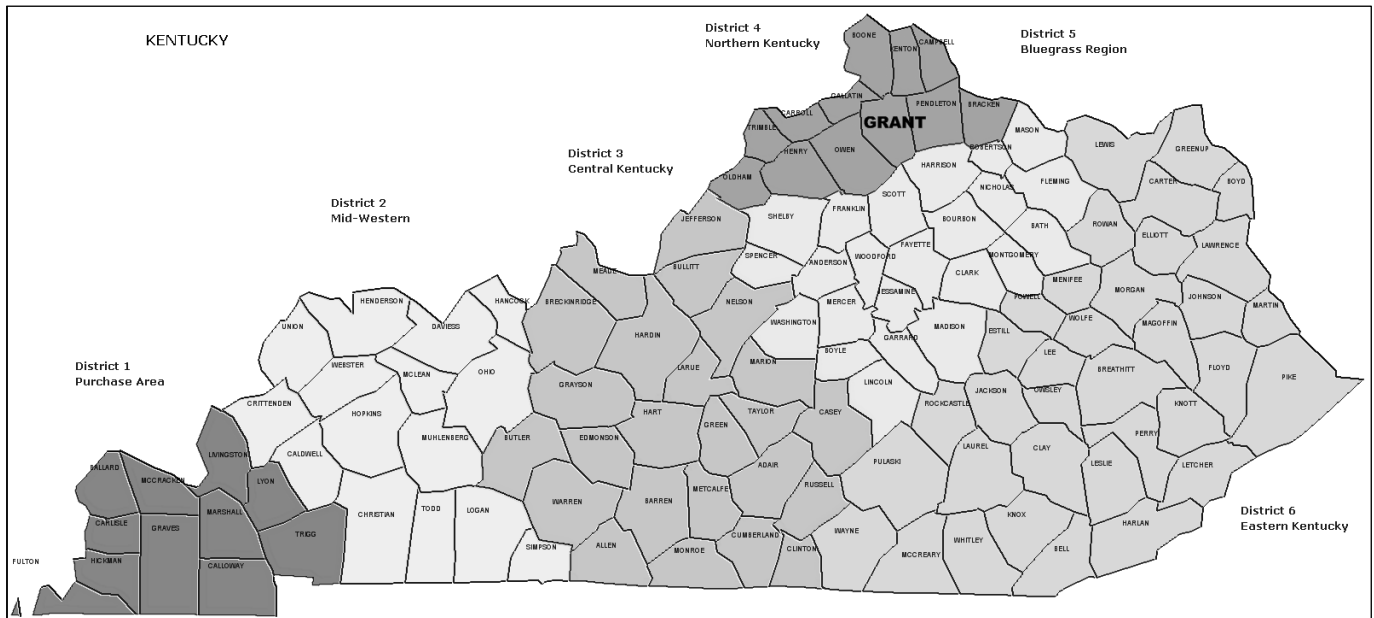 KENTUCKY
District 4
Northern Kentucky
District 5
Bluegrass Region
BOONE
KENTON
CAMPBELL
GALLATIN
PENDLETON
BRACKEN
CARROLL
GRANT
TRIMBLE
MASON
HENRY
OWEN
ROBERTSON
LEWIS
GREENUP
District 3
Central Kentucky
OLDHAM
HARRISON
NICHOLAS
FLEMING
CARTER
BOYD
SCOTT
District 2
Mid-Western
JEFFERSON
SHELBY
FRANKLIN
BOURBON
BATH
ROWAN
ELLIOTT
LAWRENCE
FAYETTE
SPENCER
ANDERSON
WOODFORD
MONTGOMERY
BULLITT
MEADE
CLARK
MENIFEE
MORGAN
HENDERSON
HANCOCK
BRECKINRIDGE
NELSON
MERCER
JESSAMINE
POWELL
JOHNSON
MARTIN
UNION
DAVIESS
WASHINGTON
MADISON
WOLFE
MAGOFFIN
HARDIN
GARRARD
ESTILL
BOYLE
LEE
District 1
Purchase Area
WEBSTER
MCLEAN
OHIO
LARUE
MARION
BREATHITT
FLOYD
PIKE
GRAYSON
LINCOLN
JACKSON
OWSLEY
CRITTENDEN
HOPKINS
HART
TAYLOR
CASEY
ROCKCASTLE
KNOTT
GREEN
MUHLENBERG
BUTLER
EDMONSON
PERRY
LIVINGSTON
CALDWELL
LAUREL
CLAY
BALLARD
ADAIR
PULASKI
LESLIE
LETCHER
MCCRACKEN
LYON
METCALFE
RUSSELL
WARREN
BARREN
MARSHALL
CHRISTIAN
TODD
LOGAN
KNOX
District 6
Eastern Kentucky
CARLISLE
GRAVES
HARLAN
TRIGG
CUMBERLAND
WAYNE
WHITLEY
SIMPSON
ALLEN
MONROE
CLINTON
MCCREARY
BELL
FULTON
HICKMAN
CALLOWAY